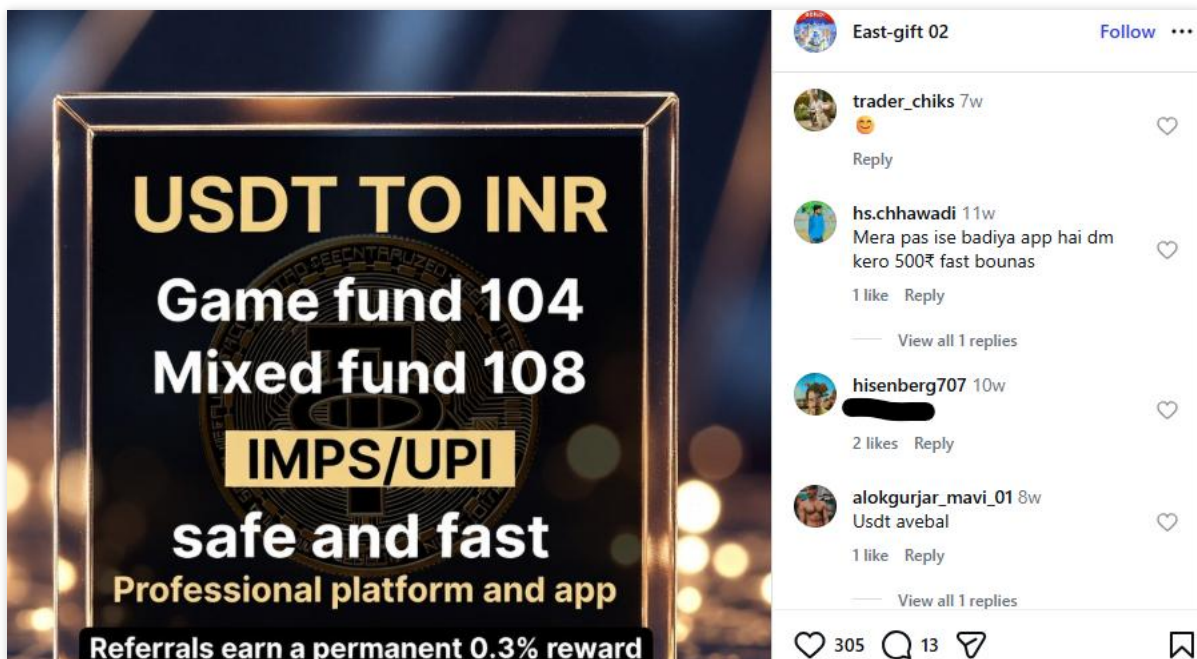 USDT TO INR
Game fund 104
Mixed fund 108
IMPS/UPI
safe and fast
Professional platform and app
Referrals earn a permanent 0.3% reward
East-gift 02
Follow
trader_chiks 7w
😊
Reply
hs.chhawadi 11w
Mera pas ise badiya app hai dm
kero 500₹ fast bounas
1 like Reply
View all 1 replies
hisenberg707 10w
2 likes Reply
alokgurjar_mavi_01 8w
Usdt avebal
1 like Reply
View all 1 replies
305 13